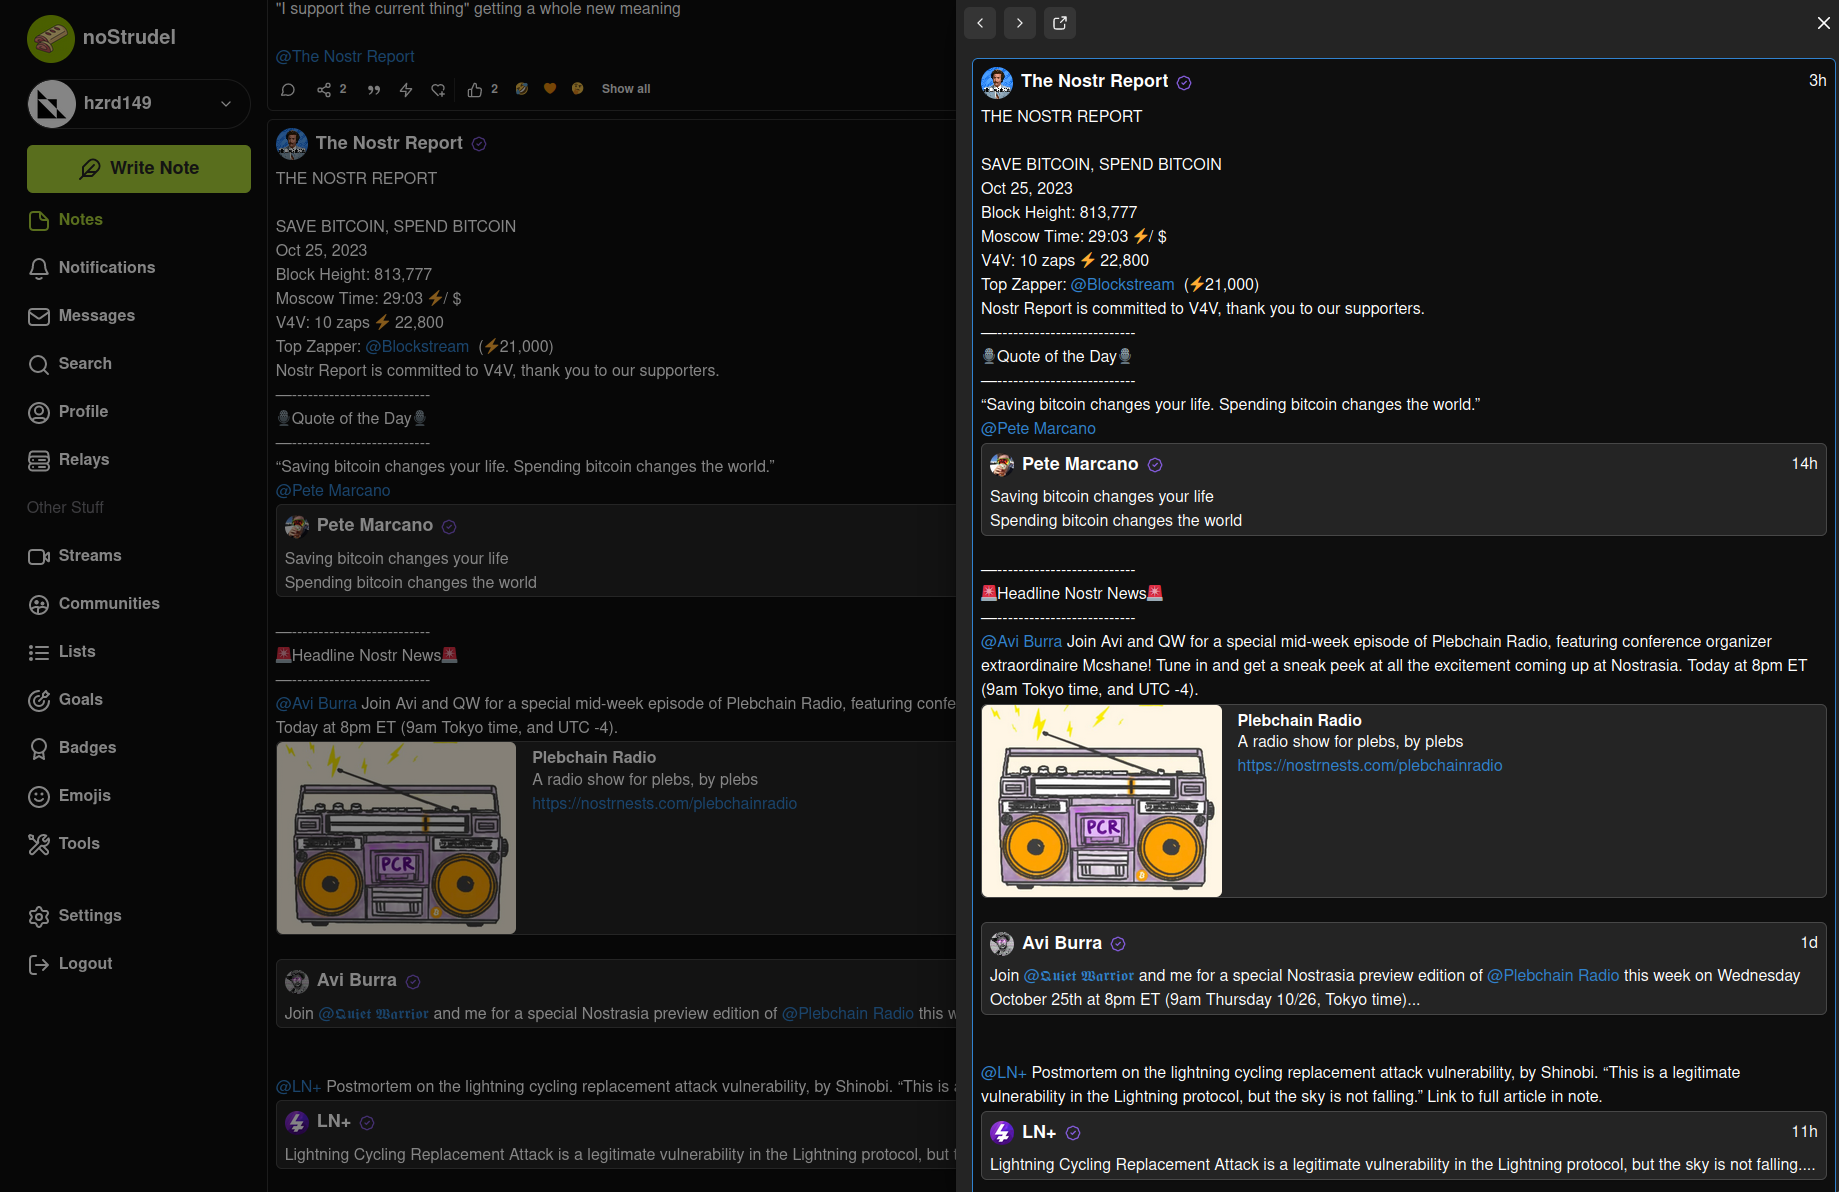 noStrudel
hzrd149
Write Note
Notes
Notifications
Messages
Search
Profile
Relays
Other Stuff
Streams
Communities
Lists
Goals
Badges
Emojis
Tools
Settings
Logout
"I support the current thing" getting a whole new meaning
@The Nostr Report
2
2
Show all
The Nostr Report
THE NOSTR REPORT
SAVE BITCOIN, SPEND BITCOIN
Oct 25, 2023
Block Height: 813,777
Moscow Time: 29:03 ⚡/ $
V4V: 10 zaps ⚡ 22,800
Top Zapper: @Blockstream (⚡21,000)
Nostr Report is committed to V4V, thank you to our supporters.
—--------------------------
🎙️Quote of the Day🎙️
—--------------------------
“Saving bitcoin changes your life. Spending bitcoin changes the world.”
@Pete Marcano
Pete Marcano
Saving bitcoin changes your life
Spending bitcoin changes the world
—--------------------------
🚨Headline Nostr News🚨
—--------------------------
@Avi Burra Join Avi and QW for a special mid-week episode of Plebchain Radio, featuring confe
Today at 8pm ET (9am Tokyo time, and UTC -4).
PCR
Plebchain Radio
A radio show for plebs, by plebs
https://nostrnests.com/plebchainradio
Avi Burra
Join @𝕼𝖚𝖎𝖊𝖙 𝖂𝖆𝖗𝖗𝖎𝖔𝖗 and me for a special Nostrasia preview edition of @Plebchain Radio this w
@LN+ Postmortem on the lightning cycling replacement attack vulnerability, by Shinobi. “This is a
LN+
Lightning Cycling Replacement Attack is a legitimate vulnerability in the Lightning protocol, but t
The Nostr Report
3h
THE NOSTR REPORT
SAVE BITCOIN, SPEND BITCOIN
Oct 25, 2023
Block Height: 813,777
Moscow Time: 29:03 ⚡/ $
V4V: 10 zaps ⚡ 22,800
Top Zapper: @Blockstream (⚡21,000)
Nostr Report is committed to V4V, thank you to our supporters.
—--------------------------
🎙️Quote of the Day🎙️
—--------------------------
“Saving bitcoin changes your life. Spending bitcoin changes the world.”
@Pete Marcano
Pete Marcano
14h
Saving bitcoin changes your life
Spending bitcoin changes the world
—--------------------------
🚨Headline Nostr News🚨
—--------------------------
@Avi Burra Join Avi and QW for a special mid-week episode of Plebchain Radio, featuring conference organizer
extraordinaire Mcshane! Tune in and get a sneak peek at all the excitement coming up at Nostrasia. Today at 8pm ET
(9am Tokyo time, and UTC -4).
PCR
Plebchain Radio
A radio show for plebs, by plebs
https://nostrnests.com/plebchainradio
Avi Burra
1d
Join @𝕼𝖚𝖎𝖊𝖙 𝖂𝖆𝖗𝖗𝖎𝖔𝖗 and me for a special Nostrasia preview edition of @Plebchain Radio this week on Wednesday
October 25th at 8pm ET (9am Thursday 10/26, Tokyo time)...
@LN+ Postmortem on the lightning cycling replacement attack vulnerability, by Shinobi. “This is a legitimate
vulnerability in the Lightning protocol, but the sky is not falling.” Link to full article in note.
LN+
11h
Lightning Cycling Replacement Attack is a legitimate vulnerability in the Lightning protocol, but the sky is not falling....